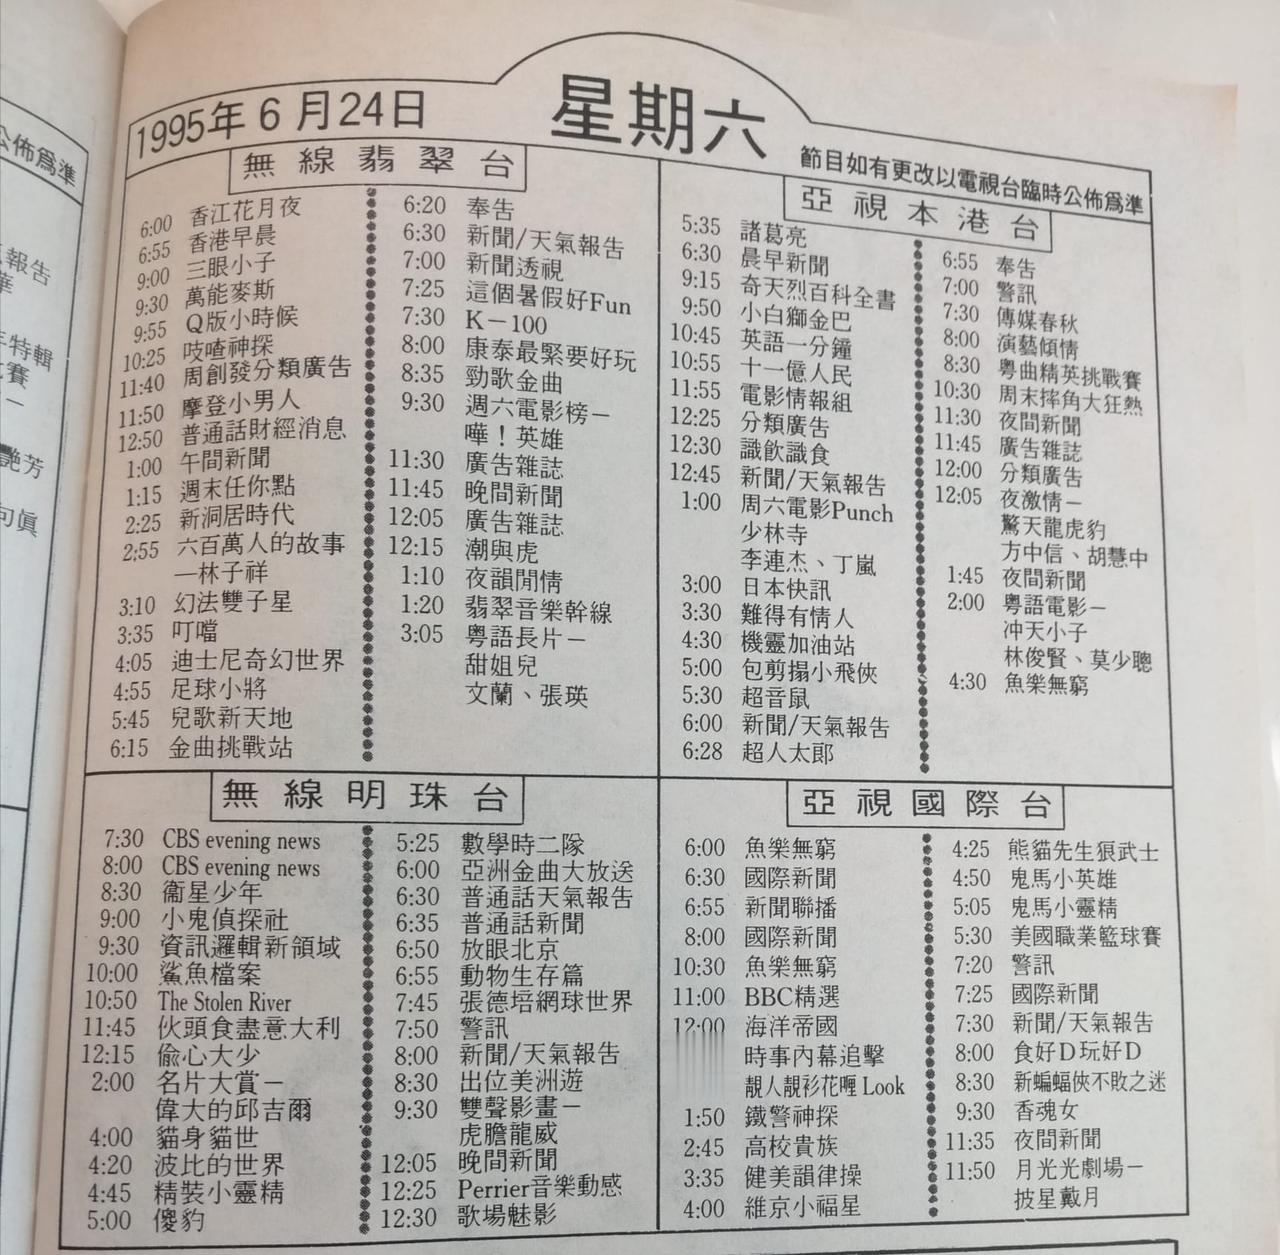 公佈爲準
報告
華
特輯
賽
艷芳
句眞
1995年6月24日
星期六
節目如有更改以電視台臨時公佈爲準
無線翡翠台
6:00 香江花月夜
6:55 香港早晨
9:00 三眼小子
9:30 萬能麥斯
9:55 Q版小時候
10:25 吱喳神探
11:40 周創發分類廣告
11:50 摩登小男人
12:50 普通話財經消息
1:00 午間新聞
1:15 週末任你點
2:25 新洞居時代
2:55 六百萬人的故事
—林子祥
3:10 幻法雙子星
3:35 叮噹
4:05 迪士尼奇幻世界
4:55 足球小將
5:45 兒歌新天地
6:15 金曲挑戰站
6:20 奉告
6:30 新聞/天氣報告
7:00 新聞透視
7:25 這個暑假好Fun
7:30 K－100
8:00 康泰最緊要好玩
8:35 勁歌金曲
9:30 週六電影榜－
嘩！英雄
11:30 廣告雜誌
11:45 晚間新聞
12:05 廣告雜誌
12:15 潮與虎
1:10 夜韻閒情
1:20 翡翠音樂幹線
3:05 粵語長片－
甜姐兒
文蘭、張瑛
亞視本港台
5:35 諸葛亮
6:30 晨早新聞
9:15 奇天烈百科全書
9:50 小白獅金巴
10:45 英語一分鐘
10:55 十一億人民
11:55 電影情報組
12:25 分類廣告
12:30 識飲識食
12:45 新聞/天氣報告
1:00 周六電影Punch
少林寺
李連杰、丁嵐
3:00 日本快訊
3:30 難得有情人
4:30 機靈加油站
5:00 包剪搨小飛俠
5:30 超音鼠
6:00 新聞/天氣報告
6:28 超人太郎
6:55 奉告
7:00 警訊
7:30 傳媒春秋
8:00 演藝傾情
8:30 粵曲精英挑戰賽
10:30 周末摔角大狂熱
11:30 夜間新聞
11:45 廣告雜誌
12:00 分類廣告
12:05 夜激情－
驚天龍虎豹
方中信、胡慧中
1:45 夜間新聞
2:00 粵語電影－
冲天小子
林俊賢、莫少聰
4:30 魚樂無窮
無線明珠台
7:30 CBS evening news
8:00 CBS evening news
8:30 衞星少年
9:00 小鬼偵探社
9:30 資訊邏輯新領域
10:00 鯊魚檔案
10:50 The Stolen River
11:45 伙頭食盡意大利
12:15 偷心大少
2:00 名片大賞－
偉大的邱吉爾
4:00 貓身貓世
4:20 波比的世界
4:45 精裝小靈精
5:00 傻豹
5:25 數學時二隊
6:00 亞洲金曲大放送
6:30 普通話天氣報告
6:35 普通話新聞
6:50 放眼北京
6:55 動物生存篇
7:45 張德培網球世界
7:50 警訊
8:00 新聞/天氣報告
8:30 出位美洲遊
9:30 雙聲影畫－
虎膽龍威
12:05 晚間新聞
12:25 Perrier音樂動感
12:30 歌場魅影
亞視國際台
6:00 魚樂無窮
6:30 國際新聞
6:55 新聞聯播
8:00 國際新聞
10:30 魚樂無窮
11:00 BBC精選
12:00 海洋帝國
時事內幕追擊
靚人靚衫花喱 Look
1:50 鐵警神探
2:45 高校貴族
3:35 健美韻律操
4:00 維京小福星
4:25 熊貓先生狠武士
4:50 鬼馬小英雄
5:05 鬼馬小靈精
5:30 美國職業籃球賽
7:20 警訊
7:25 國際新聞
7:30 新聞/天氣報告
8:00 食好D玩好D
8:30 新蝙蝠俠不敗之迷
9:30 香魂女
11:35 夜間新聞
11:50 月光光劇場－
披星戴月